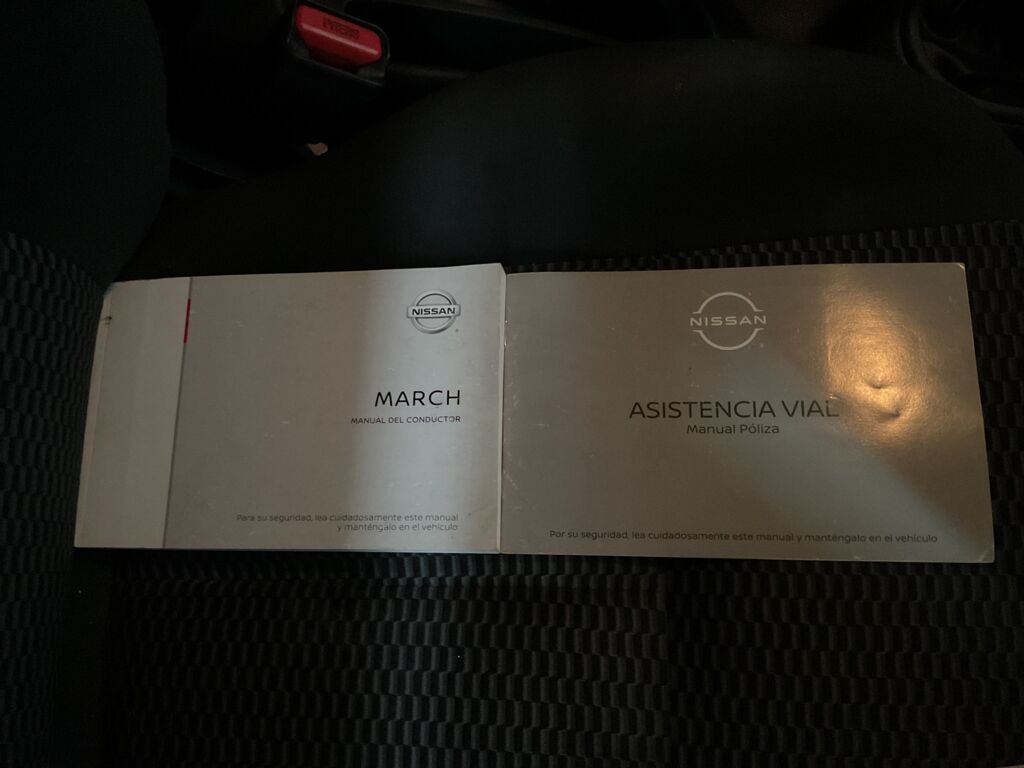 PRESS
NISSAN
MARCH
MANUAL DEL CONDUCTOR
Para su seguridad, lea cuidadosamente este manual
y manténgalo en el vehículo
NISSAN
ASISTENCIA VIAL
Manual Póliza
Por su seguridad, lea cuidadosamente este manual y manténgalo en el vehículo